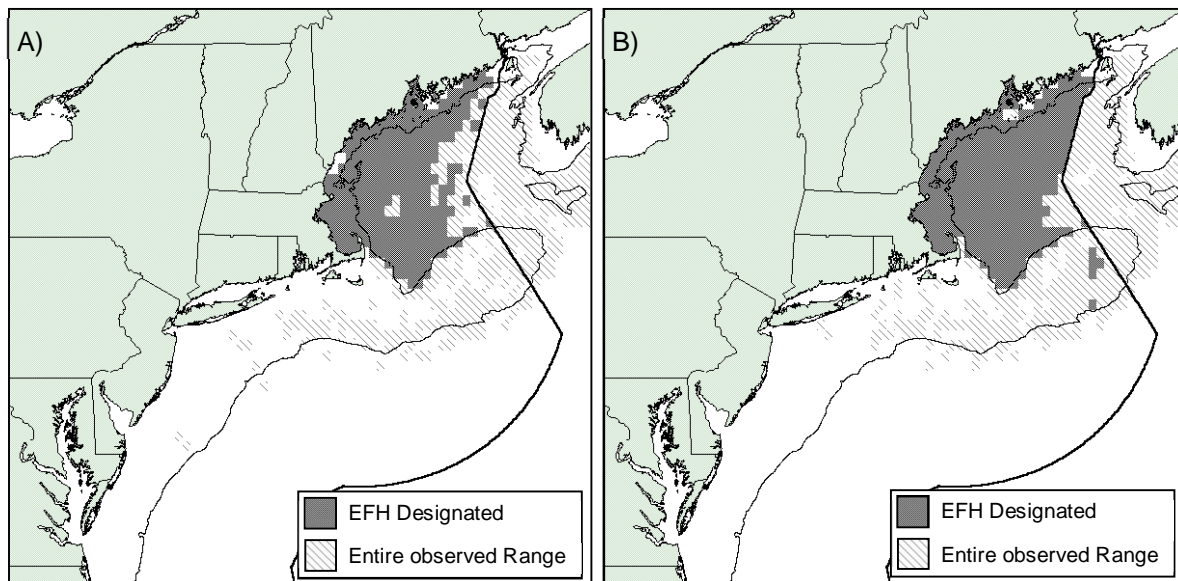 A)
EFH Designated
Entire observed Range
B)
EFH Designated
Entire observed Range